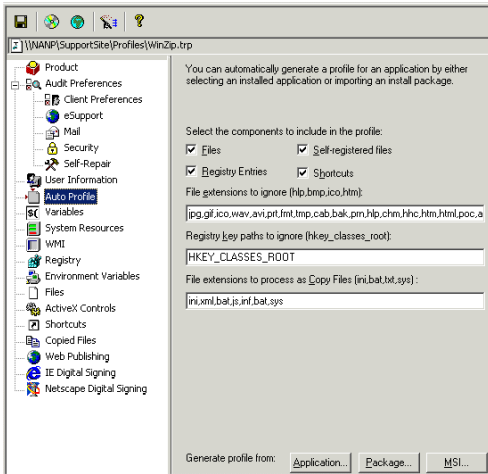 \\NANP\SupportSite\Profiles\WinZip.trp
Product
Audit Preferences
Client Preferences
eSupport
Mail
Security
Self-Repair
User Information
Auto Profile
Variables
System Resources
WMI
Registry
Environment Variables
Files
ActiveX Controls
Shortcuts
Copied Files
Web Publishing
IE Digital Signing
Netscape Digital Signing
You can automatically generate a profile for an application by either
selecting an installed application or importing an install package.
Select the components to include in the profile:
Files
Self-registered files
Registry Entries
Shortcuts
File extensions to ignore (hlp,bmp,ico,htm):
jpg,gif,ico,wav,avi,prt,fmt,tmp,cab,bak,prn,hlp,chm,hhc,htm,html,poc,a
Registry key paths to ignore (hkey_classes_root):
HKEY_CLASSES_ROOT
File extensions to process as Copy Files (ini,bat,txt,sys) :
ini,xml,bat,js,inf,bat,sys
Generate profile from:
Application...
Package...
MSI...